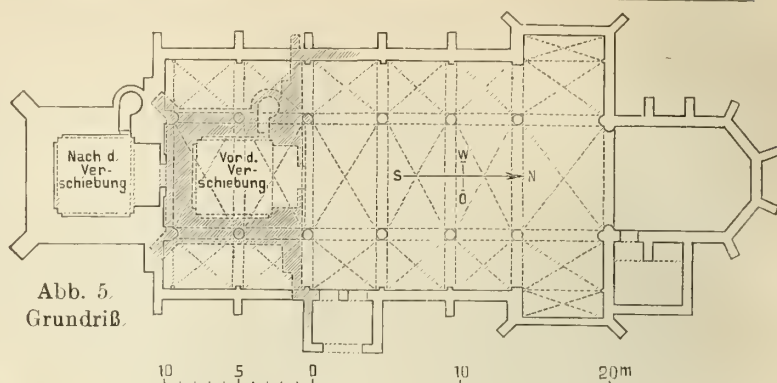 Nach d.
Ver-
schiebung
Vor d.
Ver-
schiebung
W
S N
O
Abb. 5.
Grundriß.
10 5 0 10 20m